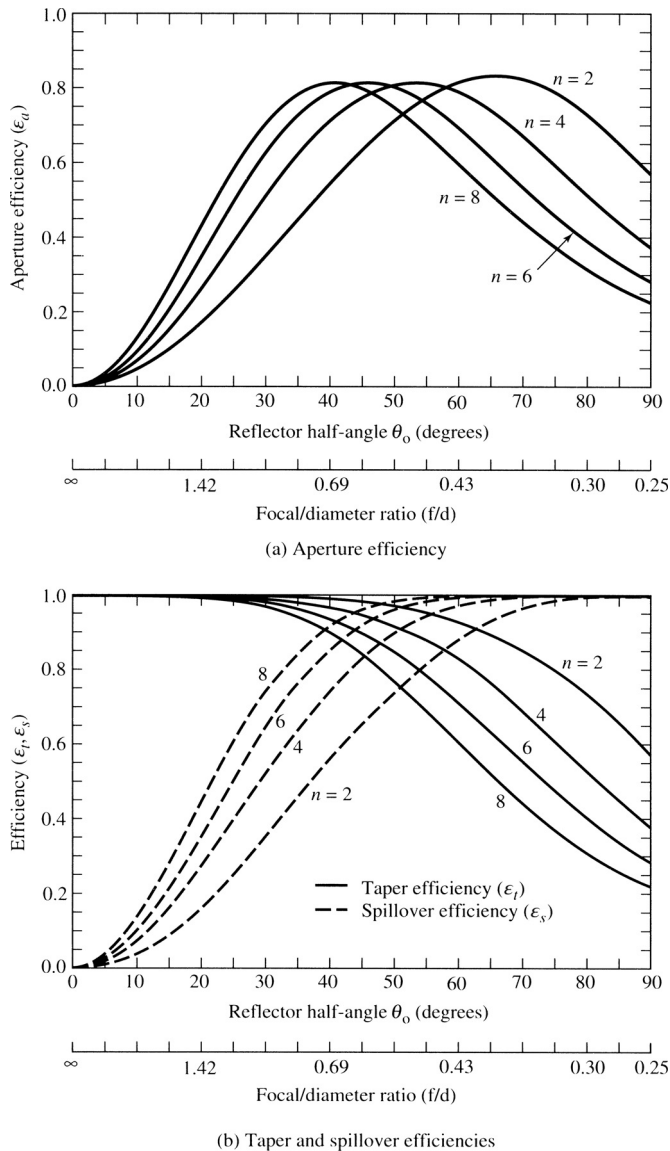 1.0
0.8
0.6
0.4
0.2
0.0
Aperture efficiency (εa)
n = 2
n = 4
n = 8
n = 6
0 10 20 30 40 50 60 70 80 90
Reflector half-angle θo (degrees)
∞ 1.42 0.69 0.43 0.30 0.25
Focal/diameter ratio (f/d)
(a) Aperture efficiency
1.0
0.8
0.6
0.4
0.2
0.0
Efficiency (εt, εs)
8
6
4
n = 2
n = 2
4
6
8
Taper efficiency (εt)
Spillover efficiency (εs)
0 10 20 30 40 50 60 70 80 90
Reflector half-angle θo (degrees)
∞ 1.42 0.69 0.43 0.30 0.25
Focal/diameter ratio (f/d)
(b) Taper and spillover efficiencies